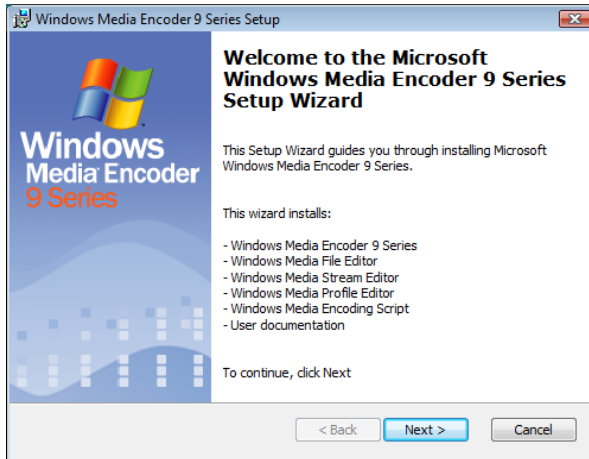 Windows Media Encoder 9 Series Setup
Windows
Media Encoder
9 Series
Welcome to the Microsoft
Windows Media Encoder 9 Series
Setup Wizard
This Setup Wizard guides you through installing Microsoft
Windows Media Encoder 9 Series.
This wizard installs:
- Windows Media Encoder 9 Series
- Windows Media File Editor
- Windows Media Stream Editor
- Windows Media Profile Editor
- Windows Media Encoding Script
- User documentation
To continue, click Next
< Back
Next >
Cancel